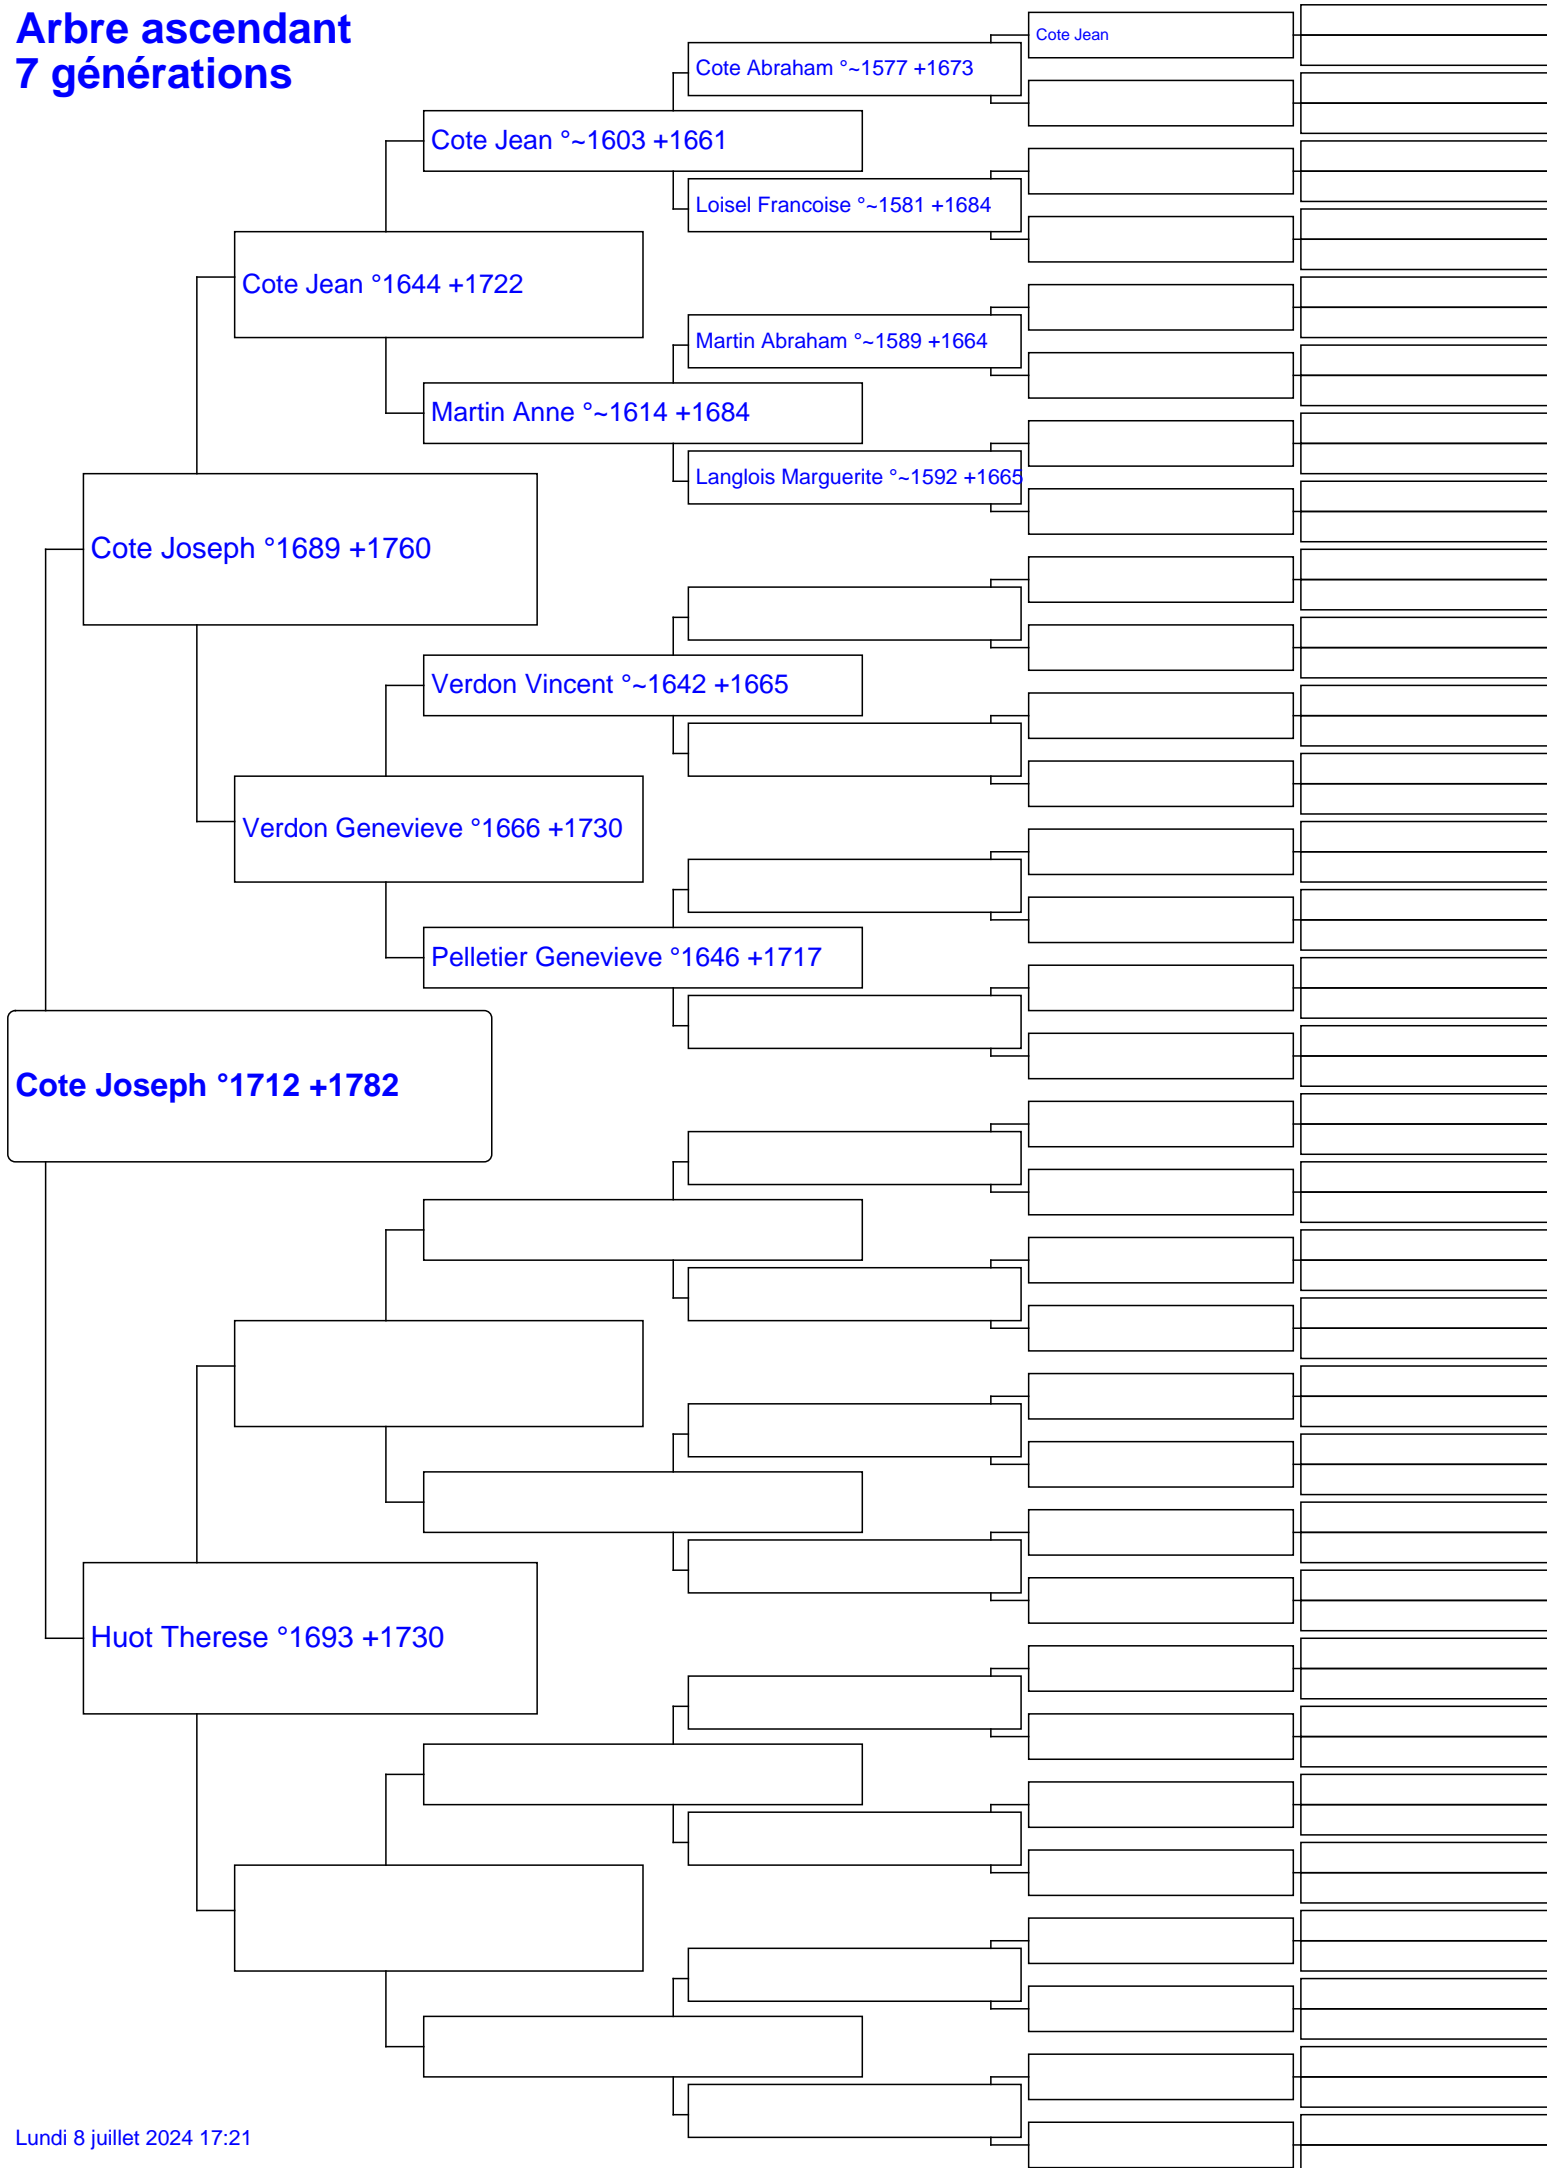 Arbre ascendant
7 générations
Cote Jean
Cote Abraham °~1577 +1673
Cote Jean °~1603 +1661
Loisel Francoise °~1581 +1684
Cote Jean °1644 +1722
Martin Abraham °~1589 +1664
Martin Anne °~1614 +1684
Langlois Marguerite °~1592 +1665
Cote Joseph °1689 +1760
Verdon Vincent °~1642 +1665
Verdon Genevieve °1666 +1730
Pelletier Genevieve °1646 +1717
Cote Joseph °1712 +1782
Huot Therese °1693 +1730
Lundi 8 juillet 2024 17:21